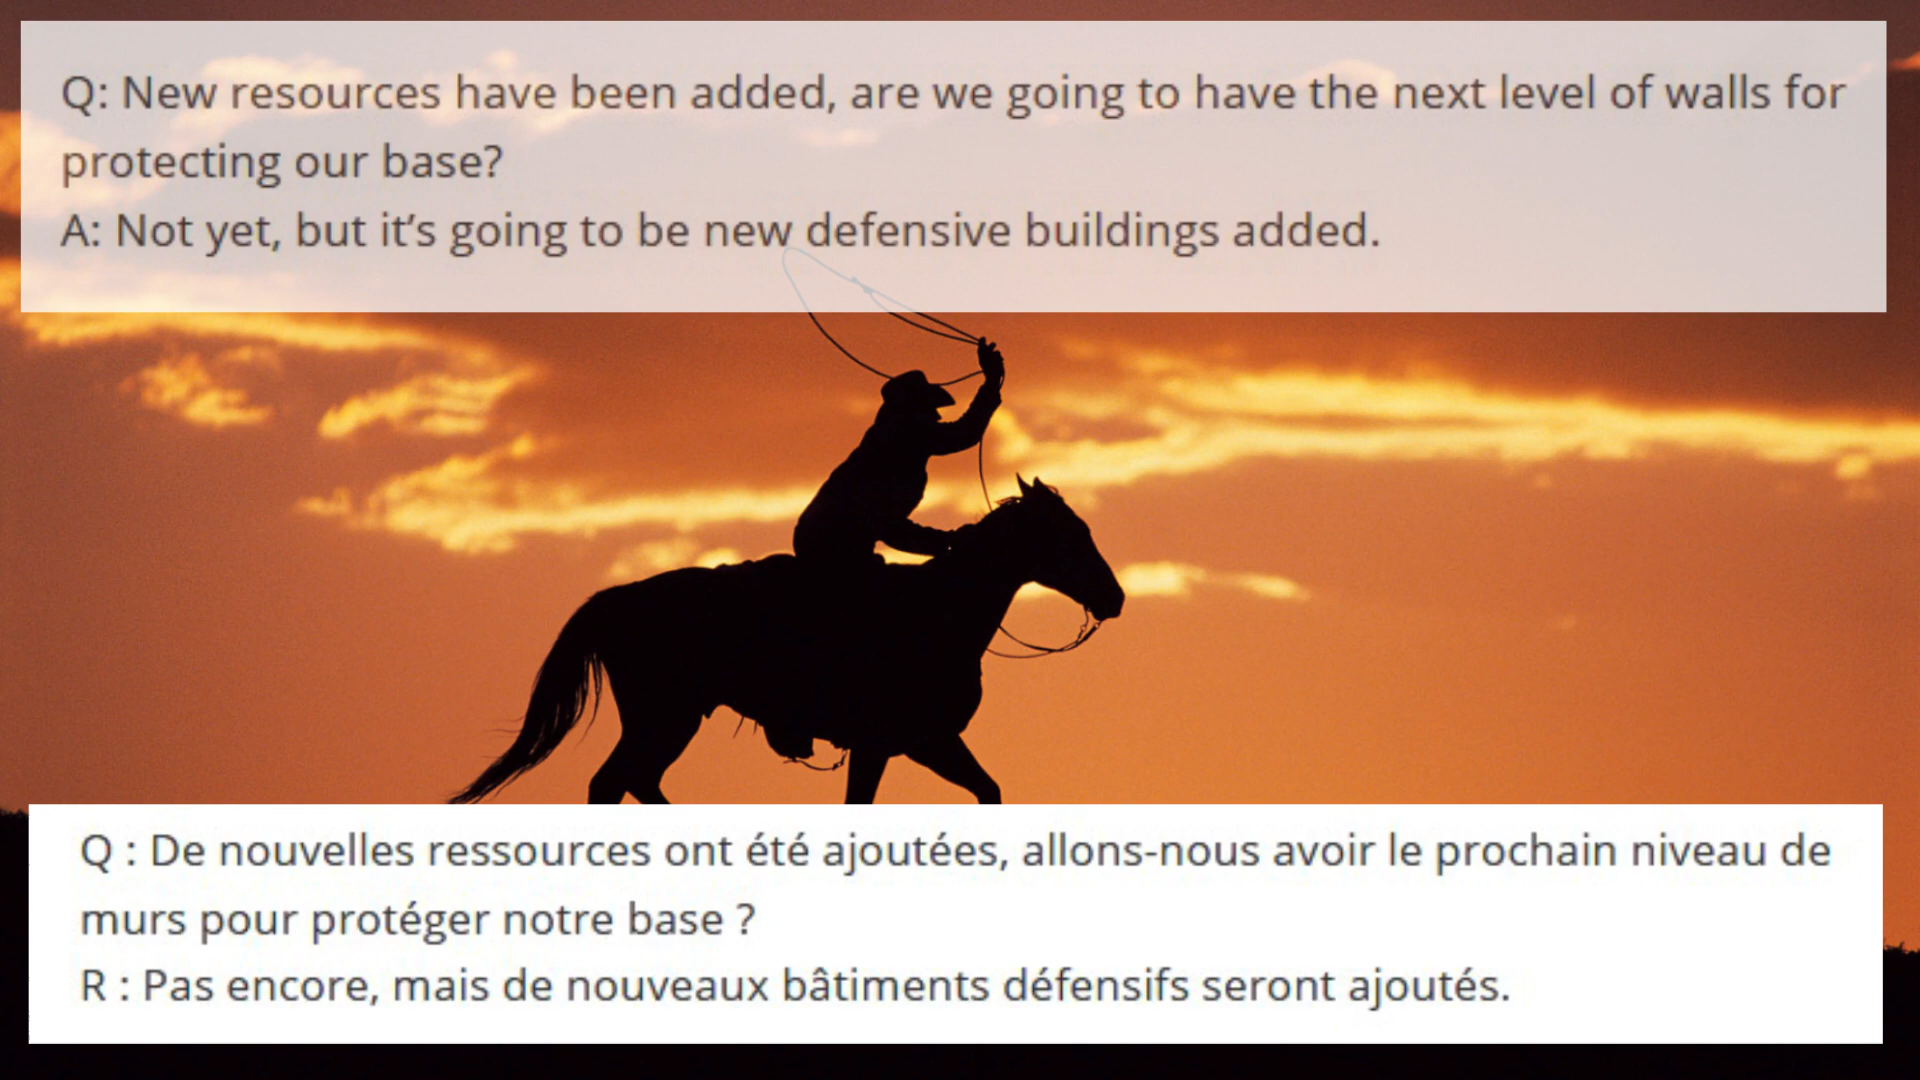 Q: New resources have been added, are we going to have the next level of walls for
protecting our base?
A: Not yet, but it’s going to be new defensive buildings added.
Q : De nouvelles ressources ont été ajoutées, allons-nous avoir le prochain niveau de
murs pour protéger notre base ?
R : Pas encore, mais de nouveaux bâtiments défensifs seront ajoutés.